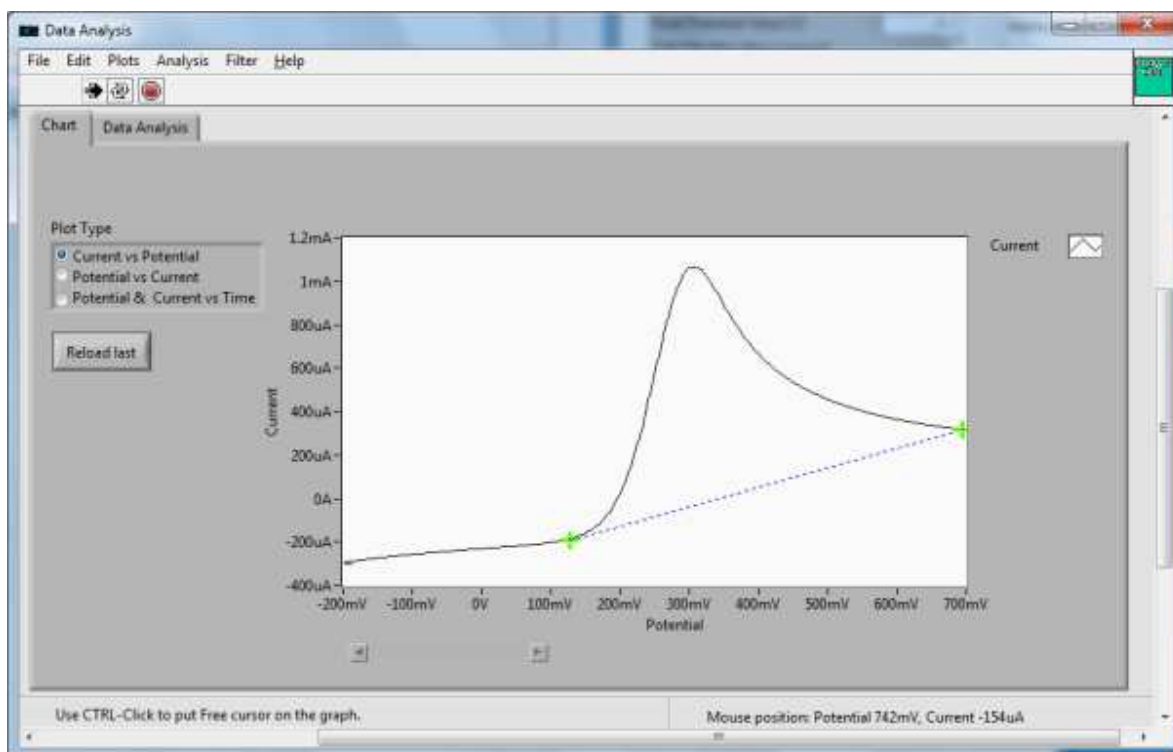 Data Analysis
File Edit Plots Analysis Filter Help
Chart Data Analysis
Plot Type
Current vs Potential
Potential vs Current
Potential & Current vs Time
Reload last
Current
1.2mA
1mA
800uA
600uA
400uA
200uA
0A
-200uA
-400uA
Current
-200mV -100mV 0V 100mV 200mV 300mV 400mV 500mV 600mV 700mV
Potential
Use CTRL-Click to put Free cursor on the graph.
Mouse position: Potential 742mV, Current -154uA